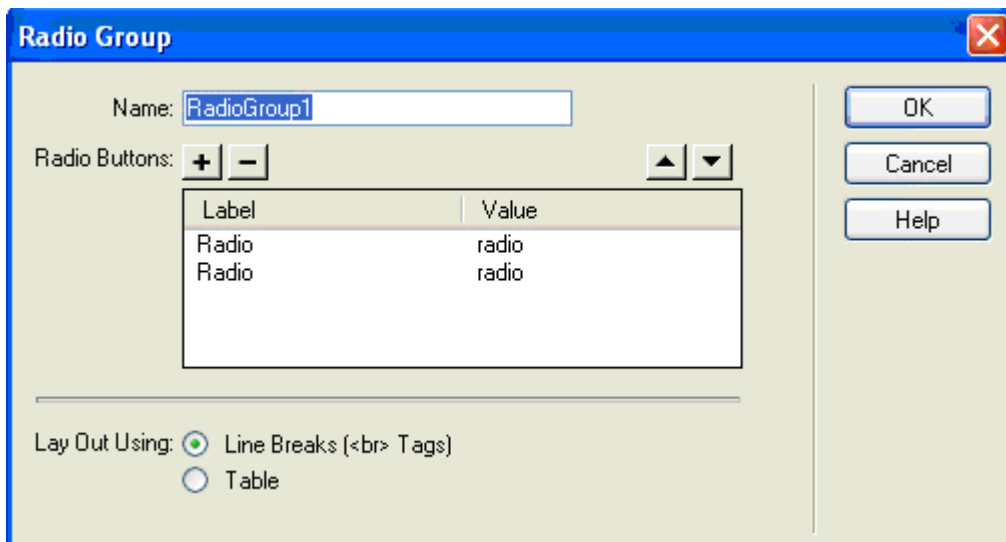 Radio Group
Name: RadioGroup1
OK
Radio Buttons: + −
Cancel
Label Value
Help
Radio radio
Radio radio
Lay Out Using: Line Breaks (<br> Tags)
Table